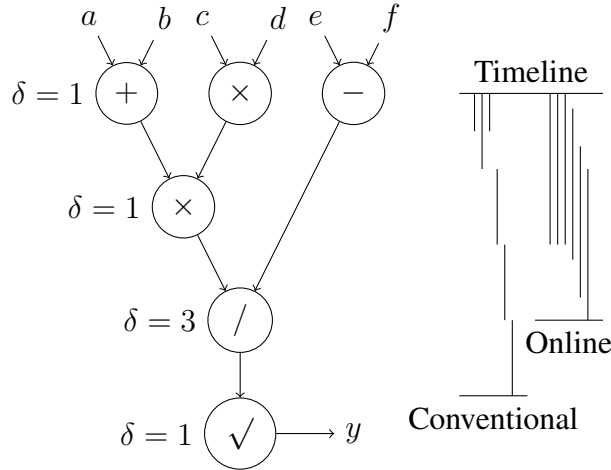 a b c d e f
Timeline
δ = 1 + × −
δ = 1 ×
δ = 3 /
Online
Conventional
δ = 1 √ y